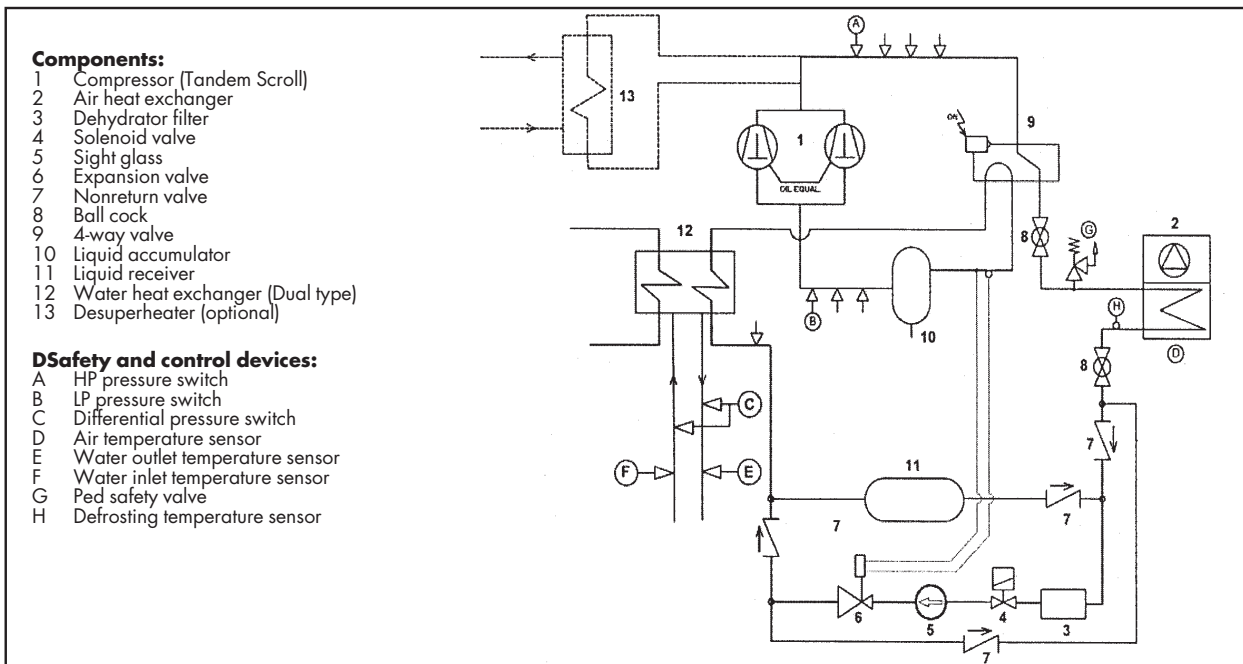 Components:
1 Compressor (Tandem Scroll)
2 Air heat exchanger
3 Dehydrator filter
4 Solenoid valve
5 Sight glass
6 Expansion valve
7 Nonreturn valve
8 Ball cock
9 4-way valve
10 Liquid accumulator
11 Liquid receiver
12 Water heat exchanger (Dual type)
13 Desuperheater (optional)
DSafety and control devices:
A HP pressure switch
B LP pressure switch
C Differential pressure switch
D Air temperature sensor
E Water outlet temperature sensor
F Water inlet temperature sensor
G Ped safety valve
H Defrosting temperature sensor
A
13
1
9
ON
OIL EQUAL.
12
8
G
2
B
10
H
D
8
C
7
F
E
11
7
7
6
5
4
3
7